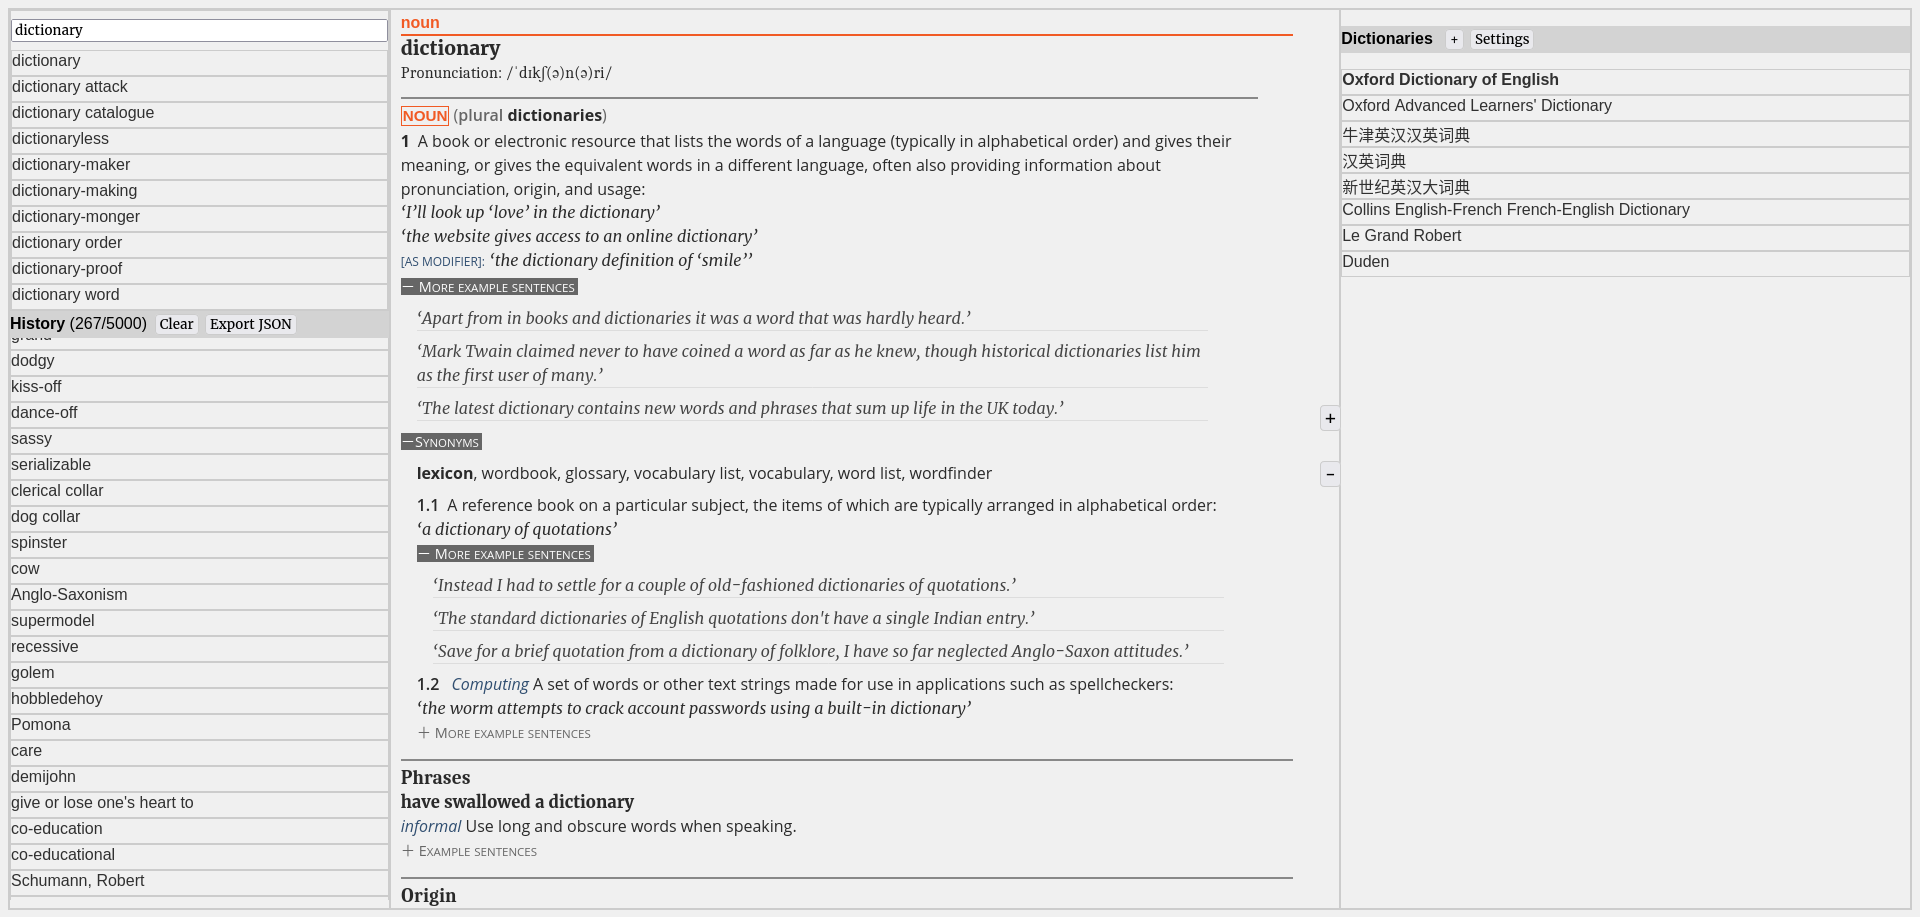 dictionary
dictionary
dictionary attack
dictionary catalogue
dictionaryless
dictionary-maker
dictionary-making
dictionary-monger
dictionary order
dictionary-proof
dictionary word
History (267/5000) Clear Export JSON
grand
dodgy
kiss-off
dance-off
sassy
serializable
clerical collar
dog collar
spinster
cow
Anglo-Saxonism
supermodel
recessive
golem
hobbledehoy
Pomona
care
demijohn
give or lose one's heart to
co-education
co-educational
Schumann, Robert
noun
dictionary
Pronunciation: /ˈdɪkʃ(ə)n(ə)ri/
NOUN (plural dictionaries)
1 A book or electronic resource that lists the words of a language (typically in alphabetical order) and gives their
meaning, or gives the equivalent words in a different language, often also providing information about
pronunciation, origin, and usage:
‘I’ll look up ‘love’ in the dictionary’
‘the website gives access to an online dictionary’
[AS MODIFIER]: ‘the dictionary definition of ‘smile’’
— MORE EXAMPLE SENTENCES
‘Apart from in books and dictionaries it was a word that was hardly heard.’
‘Mark Twain claimed never to have coined a word as far as he knew, though historical dictionaries list him
as the first user of many.’
‘The latest dictionary contains new words and phrases that sum up life in the UK today.’
—SYNONYMS
lexicon, wordbook, glossary, vocabulary list, vocabulary, word list, wordfinder
1.1 A reference book on a particular subject, the items of which are typically arranged in alphabetical order:
‘a dictionary of quotations’
— MORE EXAMPLE SENTENCES
‘Instead I had to settle for a couple of old-fashioned dictionaries of quotations.’
‘The standard dictionaries of English quotations don't have a single Indian entry.’
‘Save for a brief quotation from a dictionary of folklore, I have so far neglected Anglo-Saxon attitudes.’
1.2 Computing A set of words or other text strings made for use in applications such as spellcheckers:
‘the worm attempts to crack account passwords using a built-in dictionary’
+ MORE EXAMPLE SENTENCES
Phrases
have swallowed a dictionary
informal Use long and obscure words when speaking.
+ EXAMPLE SENTENCES
Origin
+
-
Dictionaries + Settings
Oxford Dictionary of English
Oxford Advanced Learners' Dictionary
牛津英汉汉英词典
汉英词典
新世纪英汉大词典
Collins English-French French-English Dictionary
Le Grand Robert
Duden